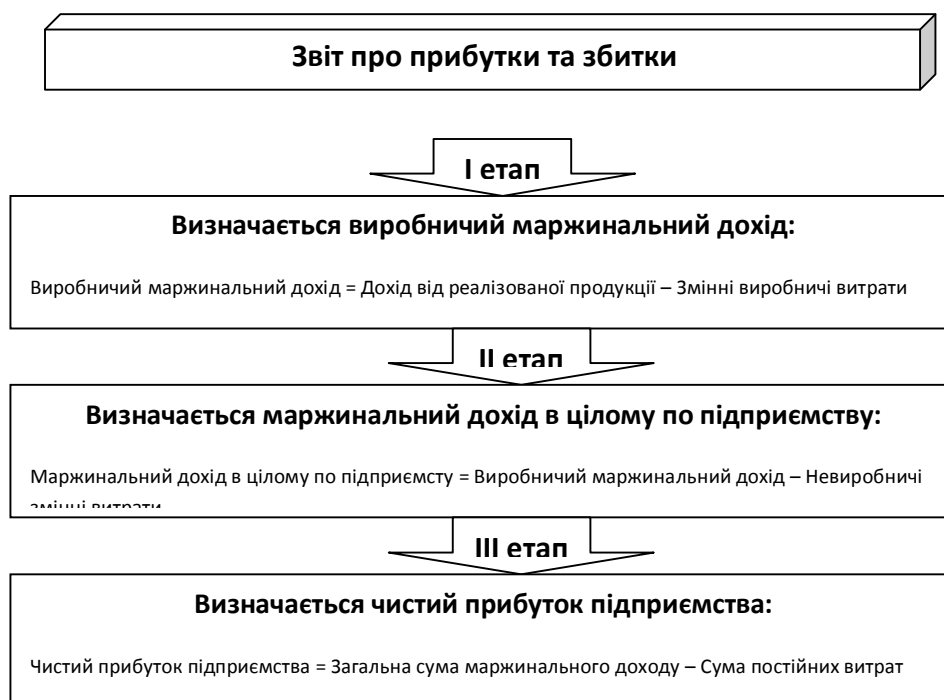 Звіт про прибутки та збитки
І етап
Визначається виробничий маржинальний дохід:
Виробничий маржинальний дохід = Дохід від реалізованої продукції – Змінні виробничі витрати
ІІ етап
Визначається маржинальний дохід в цілому по підприємству:
Маржинальний дохід в цілому по підприємсту = Виробничий маржинальний дохід – Невиробничі
змінні витрати
ІІІ етап
Визначається чистий прибуток підприємства:
Чистий прибуток підприємства = Загальна сума маржинального доходу – Сума постійних витрат